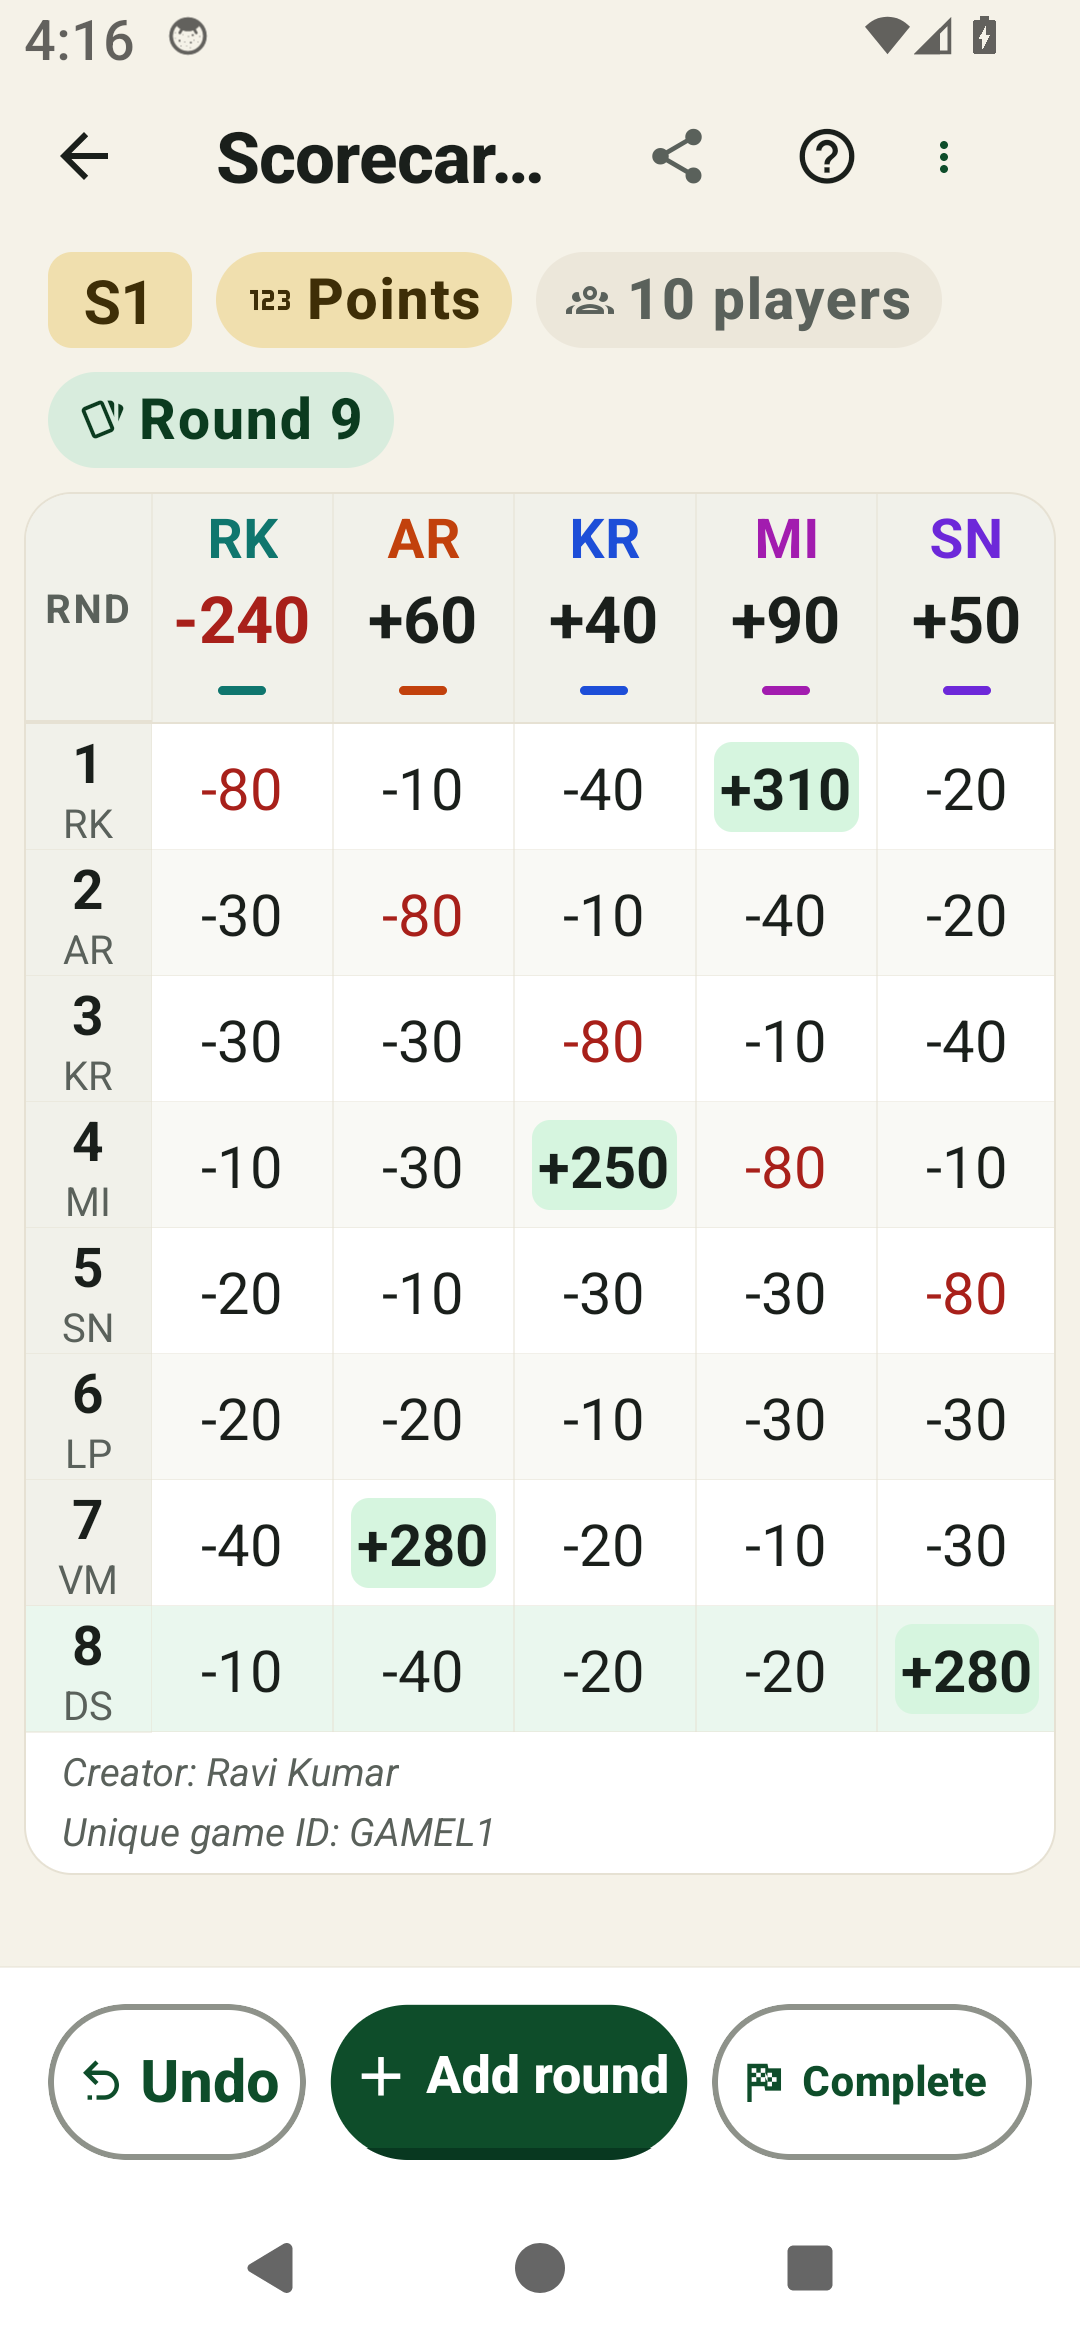 4:16
Scorecar...
S1 123 Points 10 players
Round 9
RND RK AR KR MI SN
-240 +60 +40 +90 +50
1 RK -80 -10 -40 +310 -20
2 AR -30 -80 -10 -40 -20
3 KR -30 -30 -80 -10 -40
4 MI -10 -30 +250 -80 -10
5 SN -20 -10 -30 -30 -80
6 LP -20 -20 -10 -30 -30
7 VM -40 +280 -20 -10 -30
8 DS -10 -40 -20 -20 +280
Creator: Ravi Kumar
Unique game ID: GAMEL1
Undo + Add round Complete